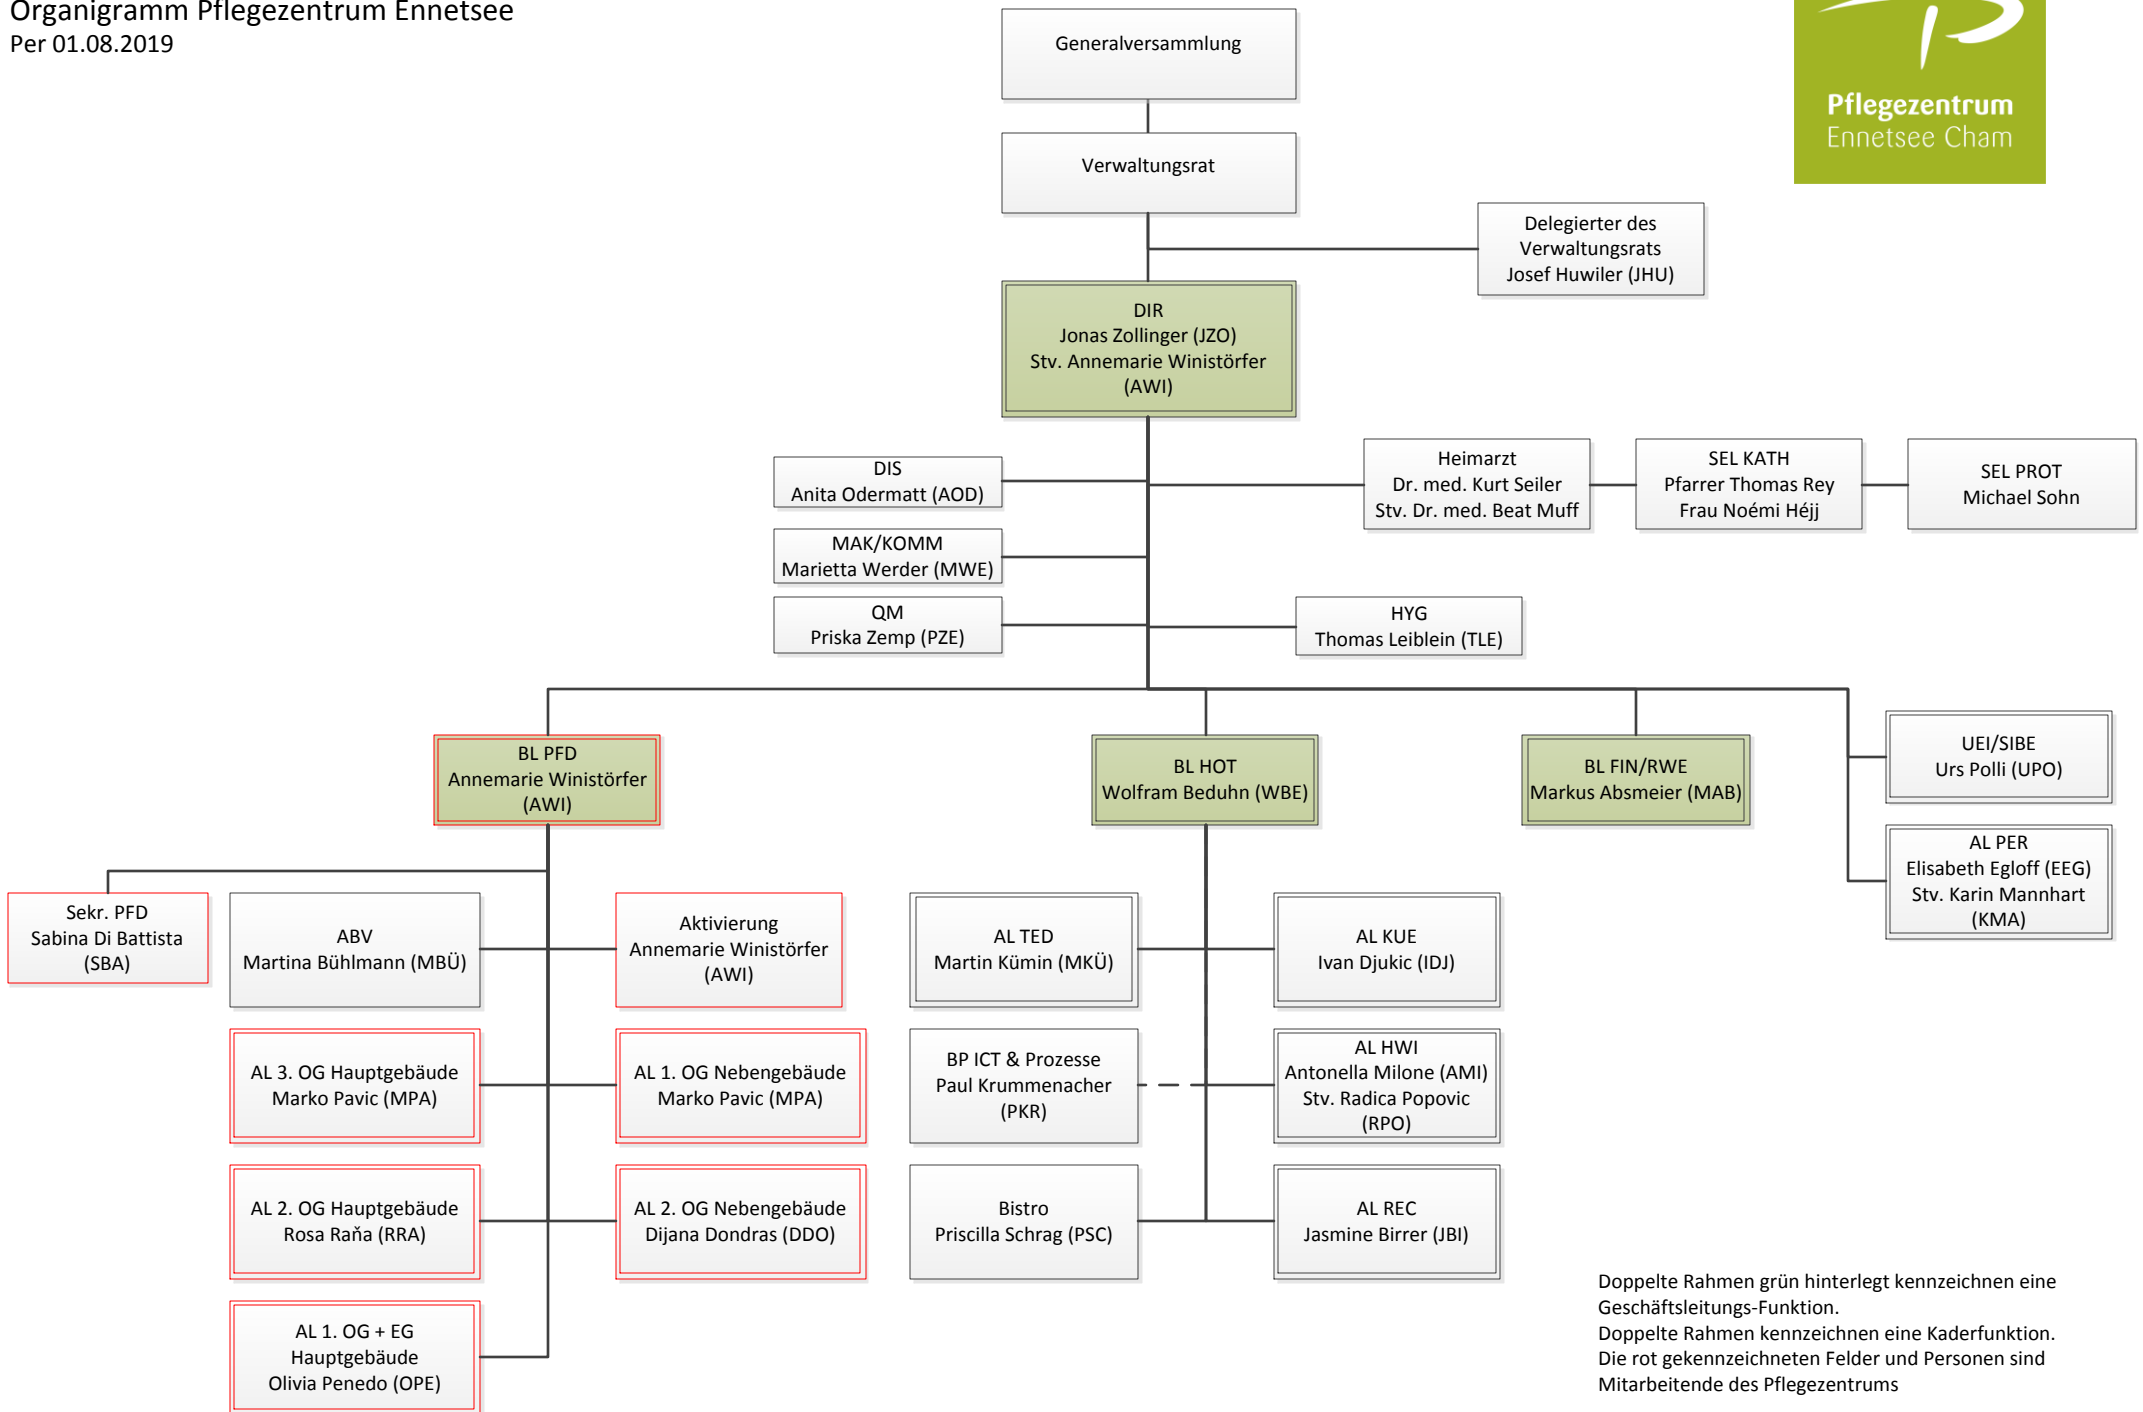 Organigramm Pflegezentrum Ennetsee
Per 01.08.2019
Pflegezentrum
Ennetsee Cham
Generalversammlung
Verwaltungsrat
Delegierter des
Verwaltungsrats
Josef Huwiler (JHU)
DIR
Jonas Zollinger (JZO)
Stv. Annemarie Winistörfer
(AWI)
DIS
Anita Odermatt (AOD)
Heimarzt
Dr. med. Kurt Seiler
Stv. Dr. med. Beat Muff
SEL KATH
Pfarrer Thomas Rey
Frau Noémi Héjj
SEL PROT
Michael Sohn
MAK/KOMM
Marietta Werder (MWE)
QM
Priska Zemp (PZE)
HYG
Thomas Leiblein (TLE)
BL PFD
Annemarie Winistörfer
(AWI)
BL HOT
Wolfram Beduhn (WBE)
BL FIN/RWE
Markus Absmeier (MAB)
UEI/SIBE
Urs Polli (UPO)
AL PER
Elisabeth Egloff (EEG)
Stv. Karin Mannhart
(KMA)
Sekr. PFD
Sabina Di Battista
(SBA)
ABV
Martina Bühlmann (MBÜ)
Aktivierung
Annemarie Winistörfer
(AWI)
AL TED
Martin Kümin (MKÜ)
AL KUE
Ivan Djukic (IDJ)
AL 3. OG Hauptgebäude
Marko Pavic (MPA)
AL 1. OG Nebengebäude
Marko Pavic (MPA)
BP ICT & Prozesse
Paul Krummenacher
(PKR)
AL HWI
Antonella Milone (AMI)
Stv. Radica Popovic
(RPO)
AL 2. OG Hauptgebäude
Rosa Raňa (RRA)
AL 2. OG Nebengebäude
Dijana Dondras (DDO)
Bistro
Priscilla Schrag (PSC)
AL REC
Jasmine Birrer (JBI)
AL 1. OG + EG
Hauptgebäude
Olivia Penedo (OPE)
Doppelte Rahmen grün hinterlegt kennzeichnen eine
Geschäftsleitungs-Funktion.
Doppelte Rahmen kennzeichnen eine Kaderfunktion.
Die rot gekennzeichneten Felder und Personen sind
Mitarbeitende des Pflegezentrums